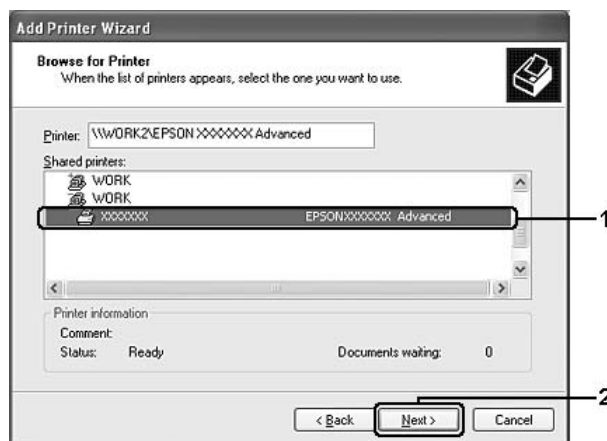 Add Printer Wizard
Browse for Printer
When the list of printers appears, select the one you want to use.
Printer: \\WORK2\EPSON XXXXXXX Advanced
Shared printers:
WORK
WORK
XXXXXXX EPSONXXXXXXX Advanced
1
Printer information
Comment:
Status: Ready Documents waiting: 0
2
< Back Next > Cancel